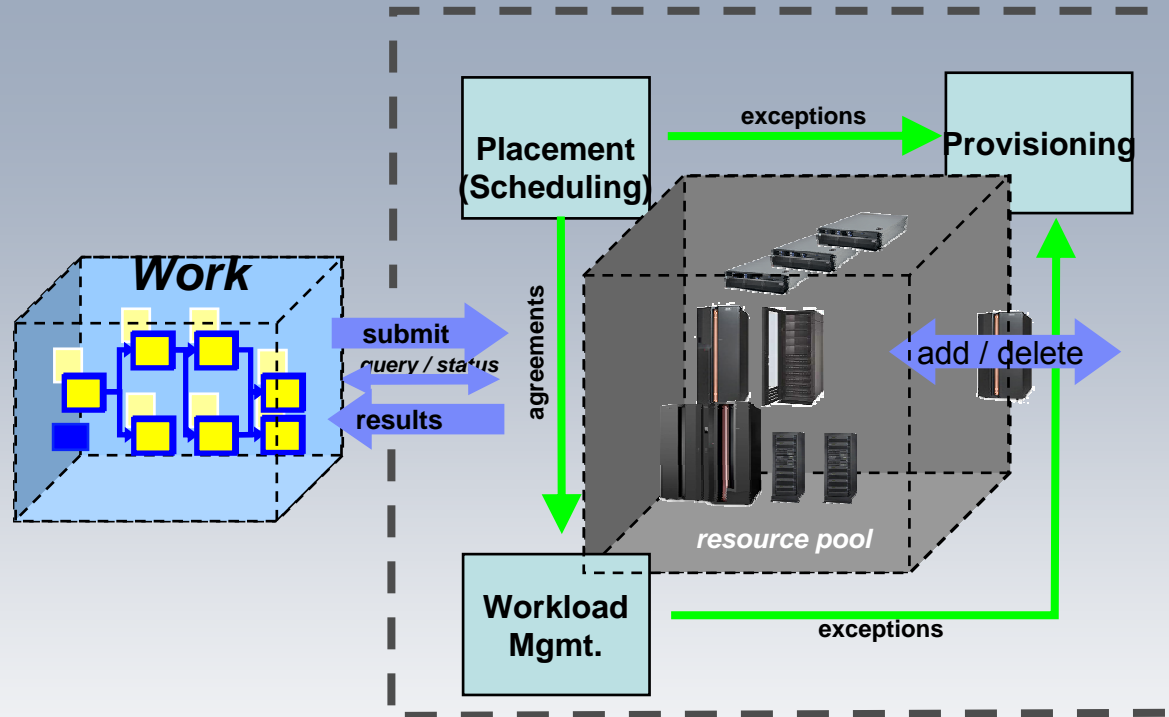 exceptions
Placement
(Scheduling)
Provisioning
Work
submit
query / status
results
agreements
add / delete
resource pool
Workload
Mgmt.
exceptions